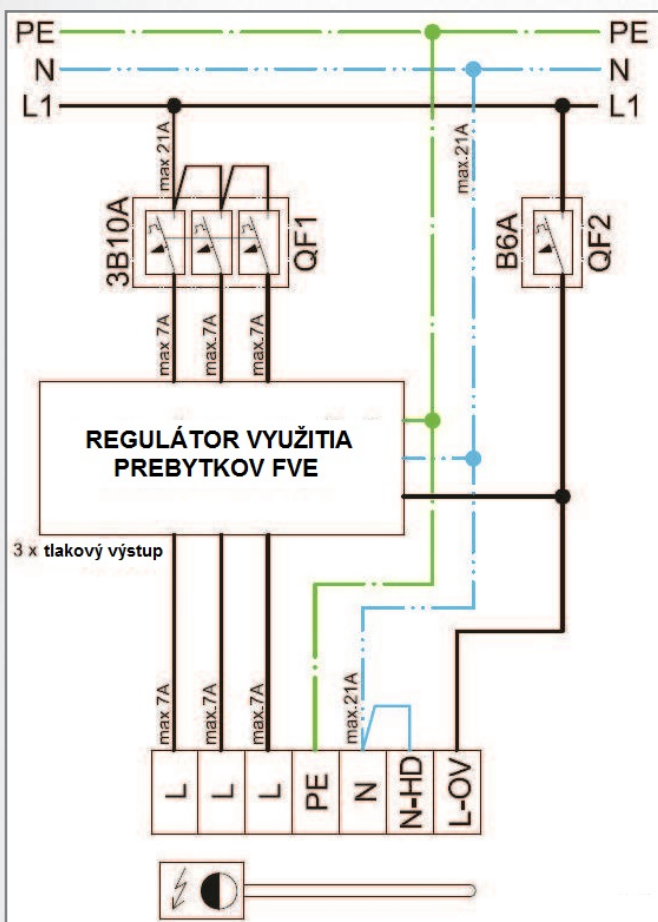 PE PE
N N
L1 L1
max.21A
max.21A
3B10A
QF1
B6A
QF2
max.7A
max.7A
max.7A
REGULÁTOR VYUŽITIA
PREBYTKOV FVE
3 x tlakový výstup
max.7A
max.7A
max.7A
max.21A
L
L
L
PE
N
N-HD
L-OV